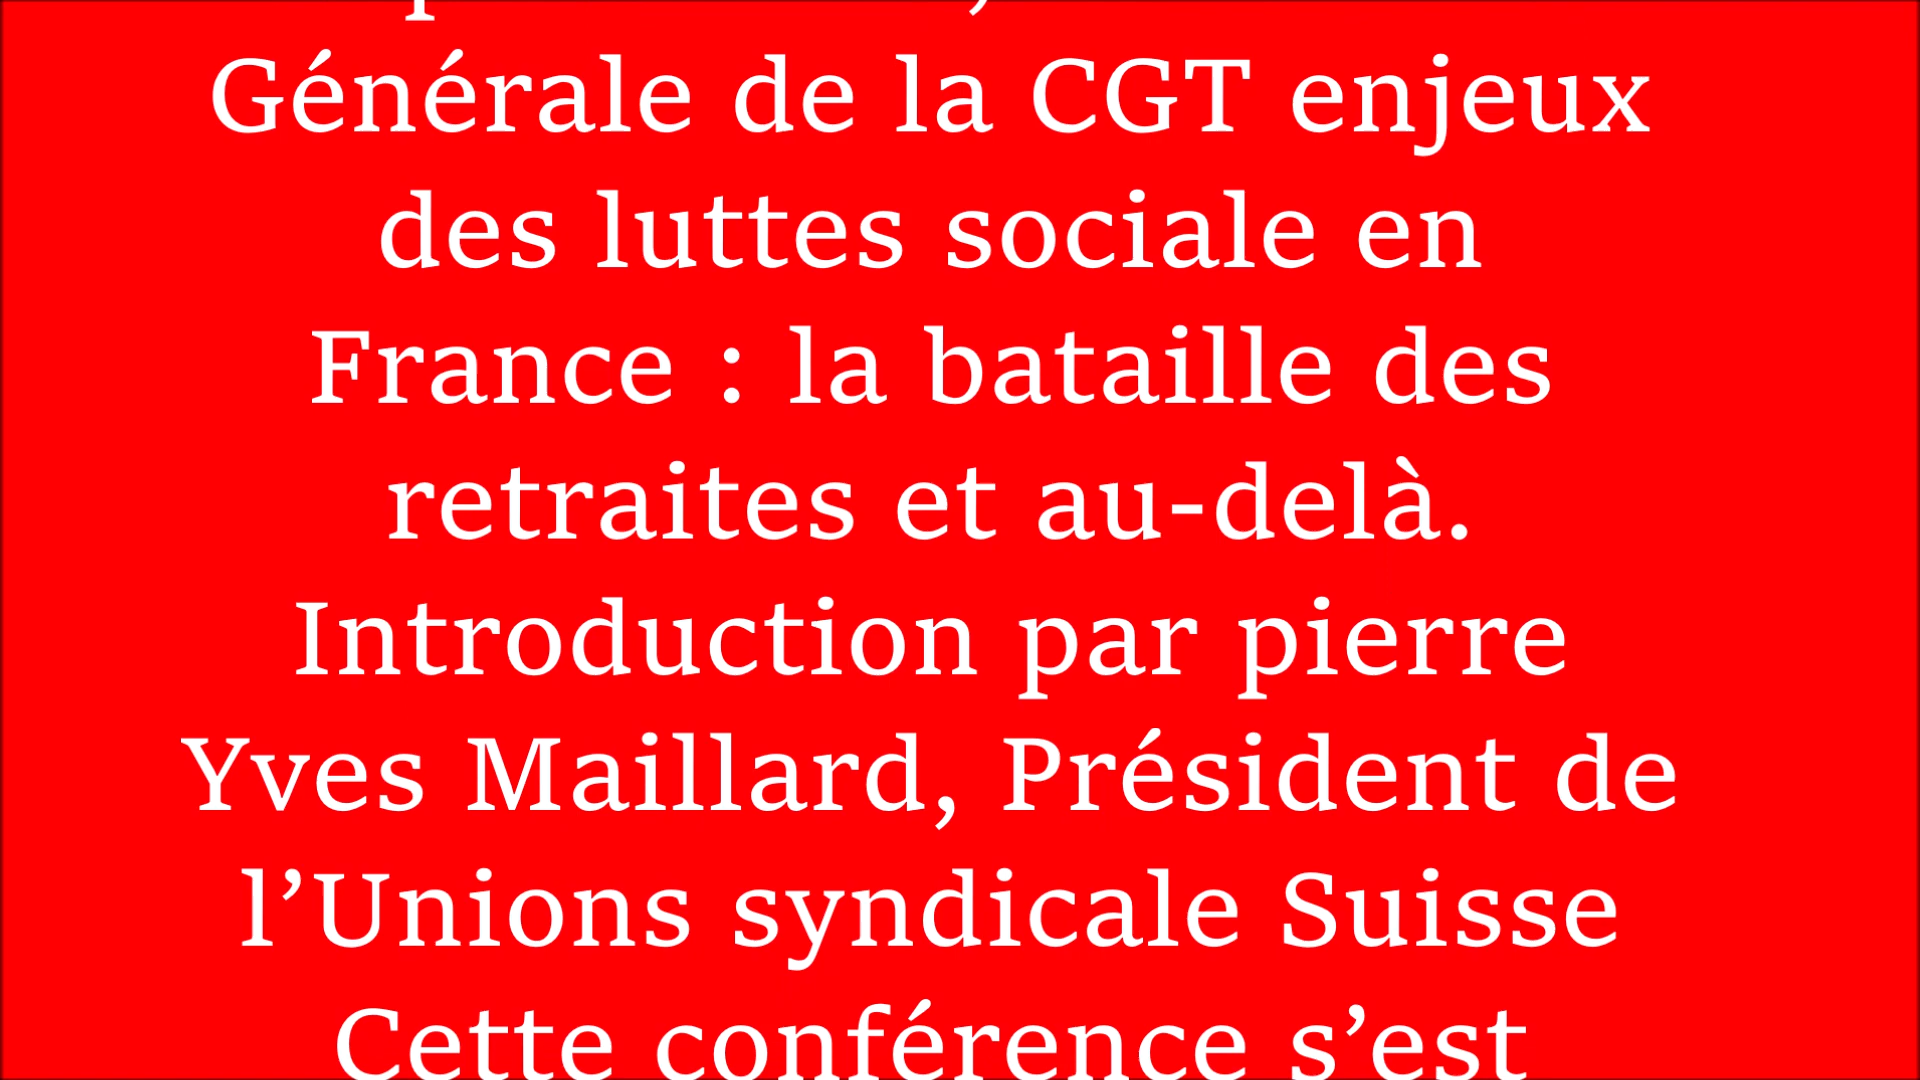 Générale de la CGT enjeux
des luttes sociale en
France : la bataille des
retraites et au-delà.
Introduction par pierre
Yves Maillard, Président de
l’Unions syndicale Suisse
Cette conférence s’est